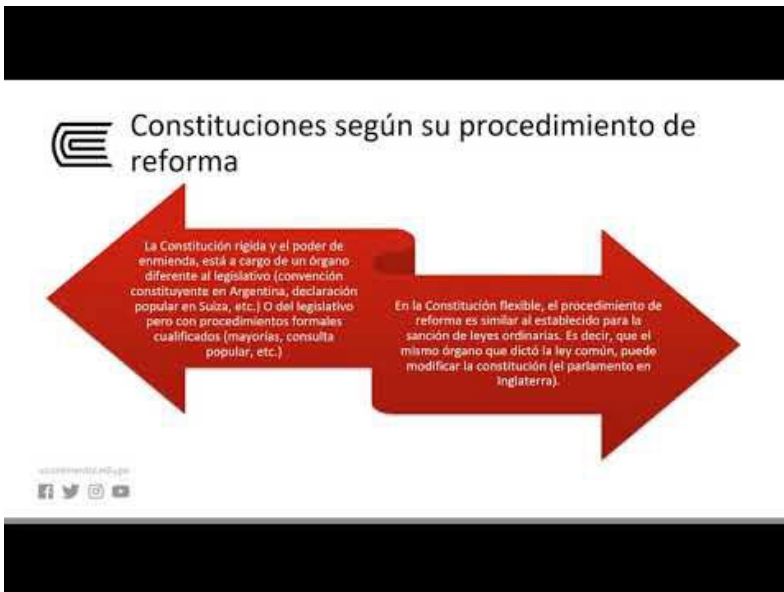 Constituciones según su procedimiento de
reforma
La Constitución rígida y el poder de
enmienda, está a cargo de un órgano
diferente al legislativo (convención
constituyente en Argentina, declaración
popular en Suiza, etc.) O del legislativo
pero con procedimientos formales
cualificados (mayorías, consulta
popular, etc.)
En la Constitución flexible, el procedimiento de
reforma es similar al establecido para la
sanción de leyes ordinarias. Es decir, que el
mismo órgano que dictó la ley común, puede
modificar la constitución (el parlamento en
Inglaterra).